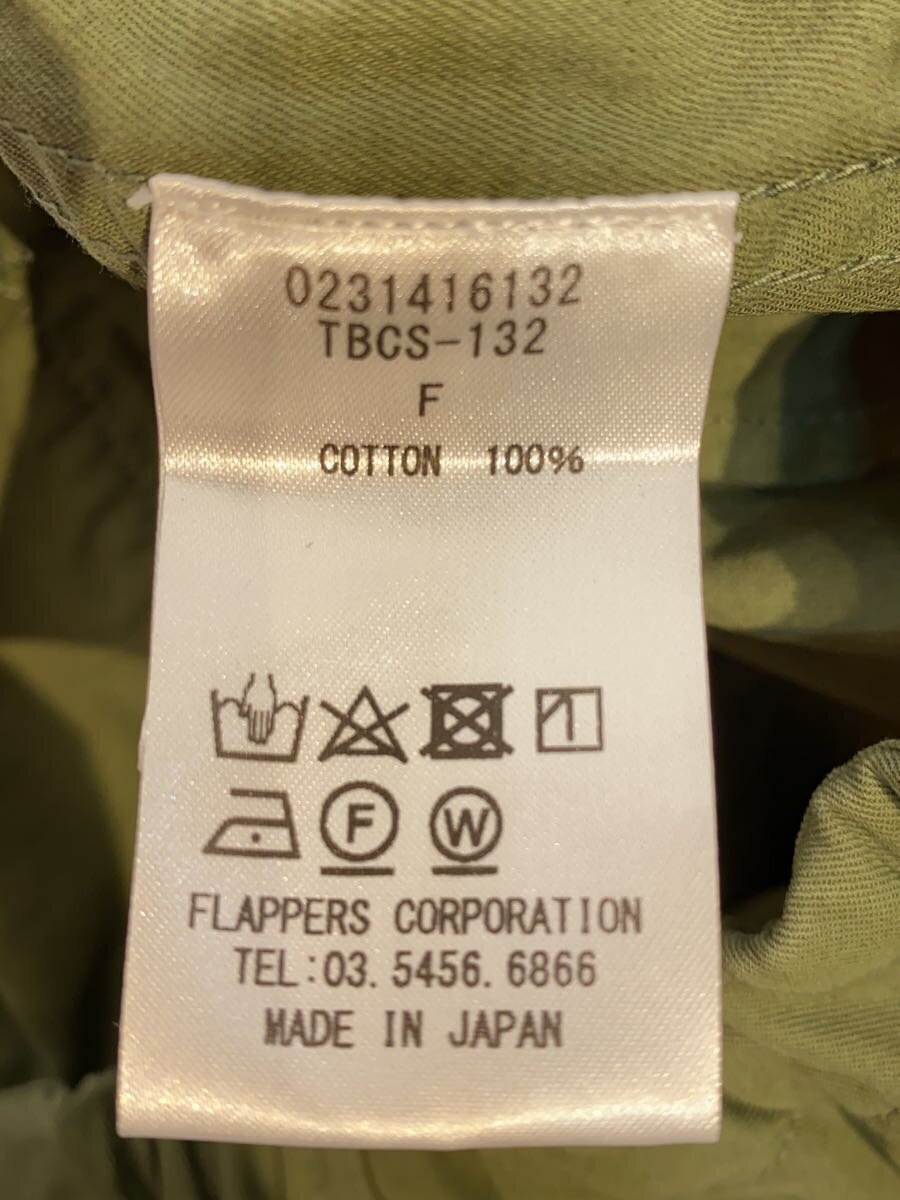 0231416132
TBCS-132
F
COTTON 100%
F W
FLAPPERS CORPORATION
TEL:03. 5456. 6866
MADE IN JAPAN